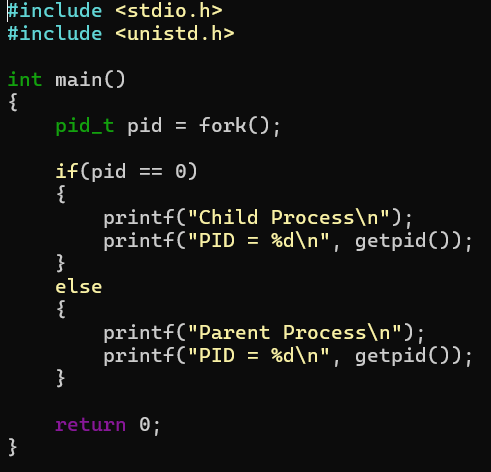 #include <stdio.h>
#include <unistd.h>

int main()
{
    pid_t pid = fork();

    if(pid == 0)
    {
        printf("Child Process\n");
        printf("PID = %d\n", getpid());
    }
    else
    {
        printf("Parent Process\n");
        printf("PID = %d\n", getpid());
    }

    return 0;
}